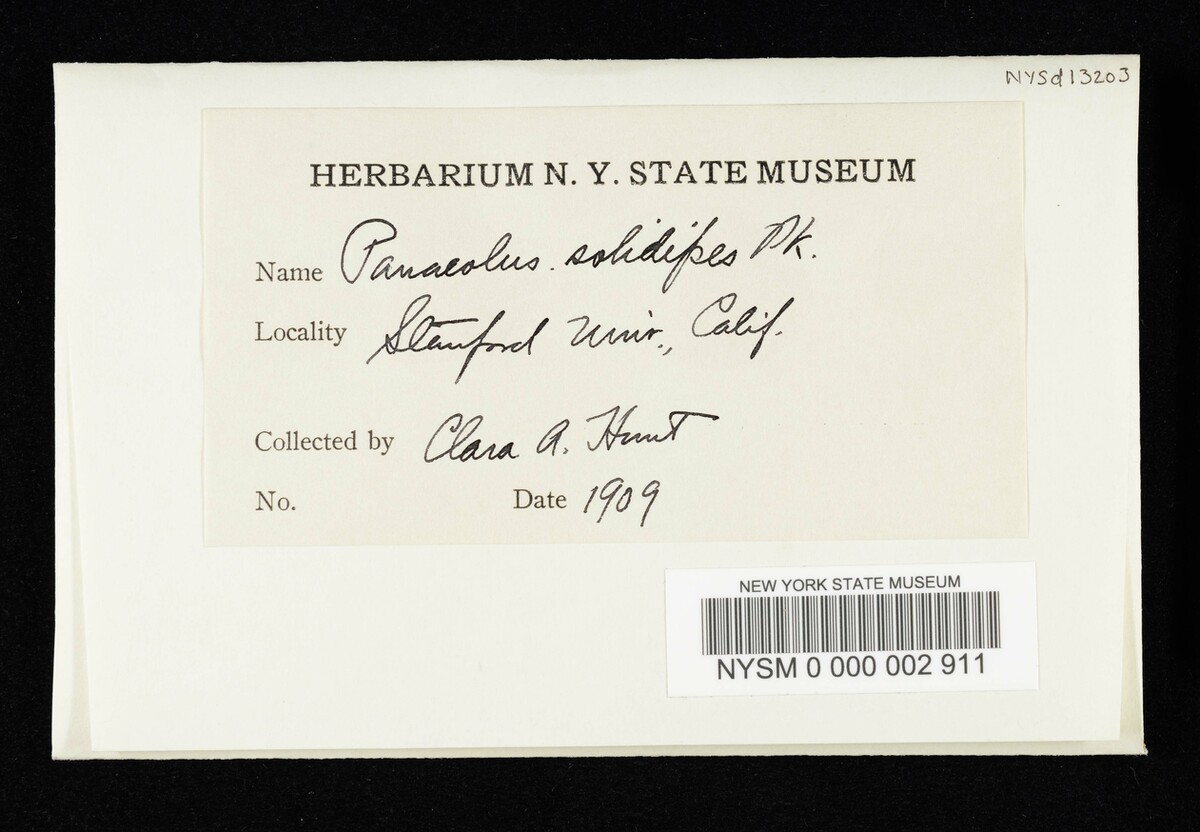 NYSd13203
HERBARIUM N. Y. STATE MUSEUM
Name Panaeolus solidipes Pk.
Locality Stanford Univ., Calif.
Collected by Clara A. Hunt
No. Date 1909
NEW YORK STATE MUSEUM
NYSM 0 000 002 911